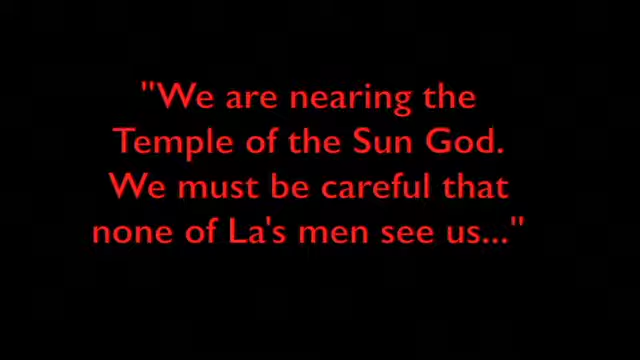 "We are nearing the
Temple of the Sun God.
We must be careful that
none of La's men see us..."